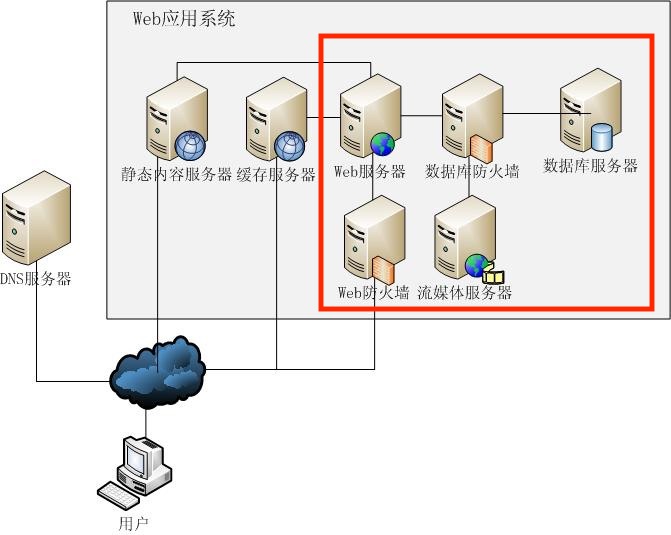 Web应用系统
静态内容服务器
缓存服务器
Web服务器
数据库防火墙
数据库服务器
DNS服务器
Web防火墙
流媒体服务器
用户